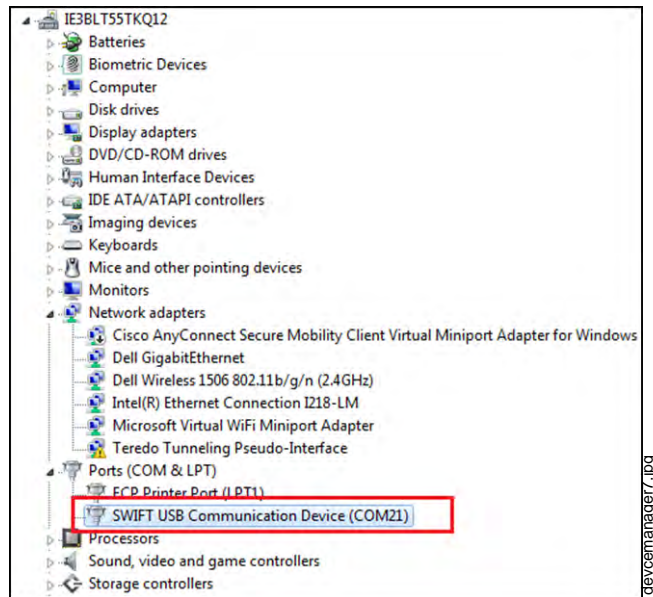 IE3BLT55TKQ12
Batteries
Biometric Devices
Computer
Disk drives
Display adapters
DVD/CD-ROM drives
Human Interface Devices
IDE ATA/ATAPI controllers
Imaging devices
Keyboards
Mice and other pointing devices
Monitors
Network adapters
Cisco AnyConnect Secure Mobility Client Virtual Miniport Adapter for Windows
Dell GigabitEthernet
Dell Wireless 1506 802.11b/g/n (2.4GHz)
Intel(R) Ethernet Connection I218-LM
Microsoft Virtual WiFi Miniport Adapter
Teredo Tunneling Pseudo-Interface
Ports (COM & LPT)
ECP Printer Port (LPT1)
SWIFT USB Communication Device (COM21)
Processors
Sound, video and game controllers
Storage controllers
devcemanader7.jpg